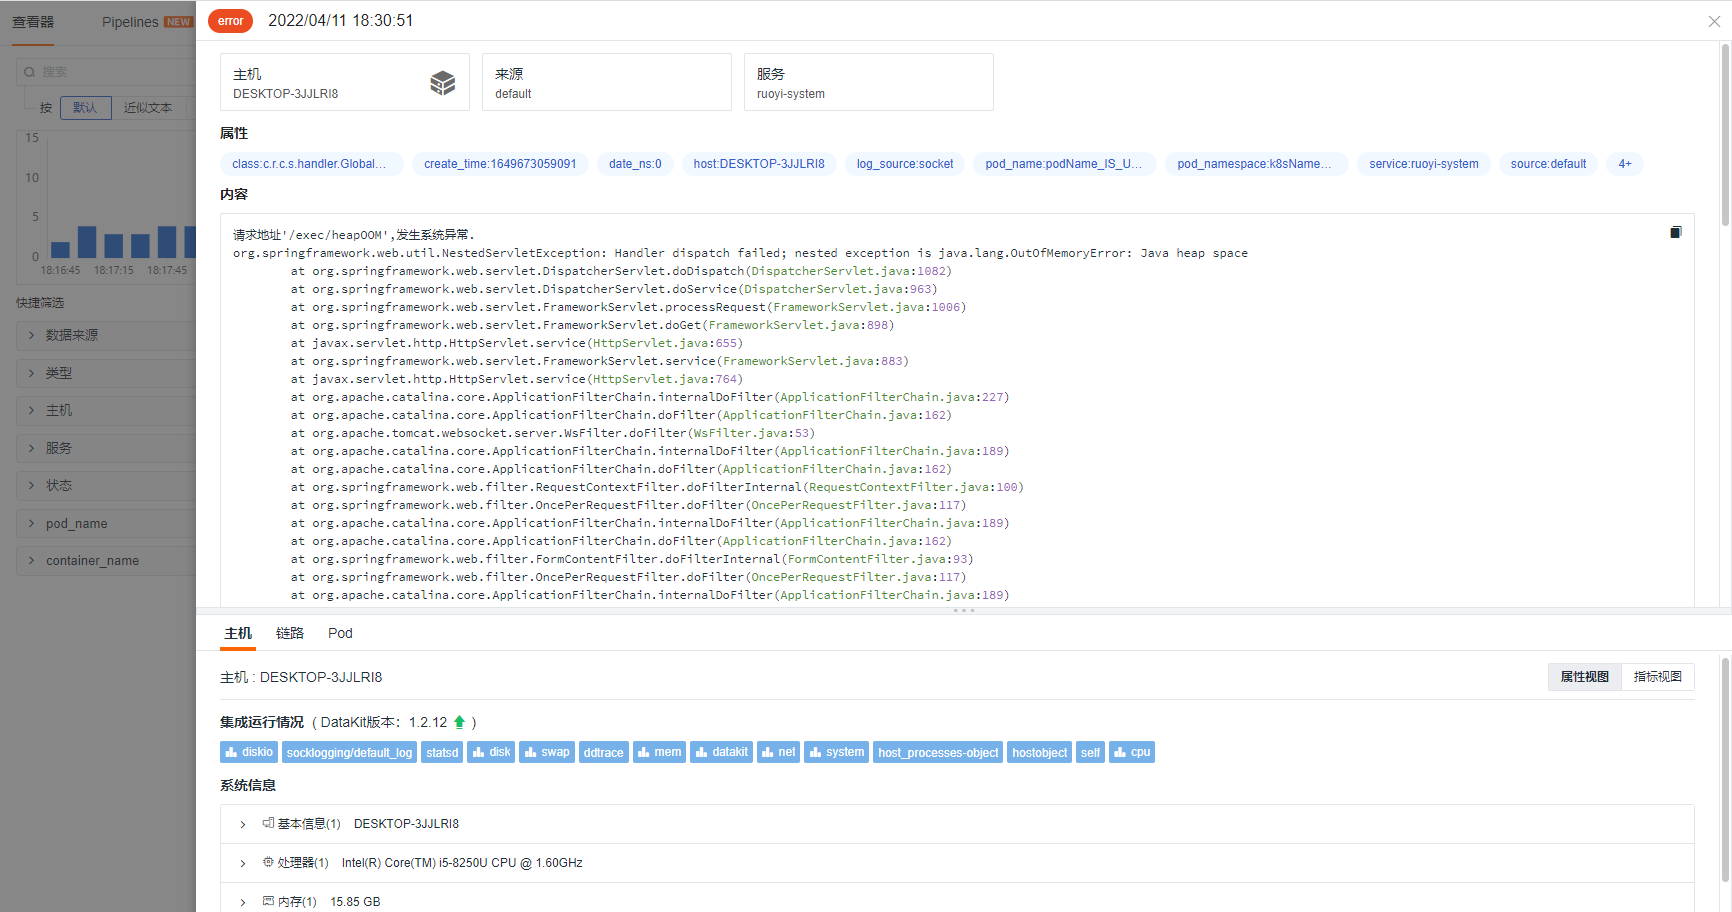 查看器 Pipelines NEW
搜索
按 默认 近似文本
15
10
5
0
18:16:45 18:17:15 18:17:45
快捷筛选
数据来源
类型
主机
服务
状态
pod_name
container_name
error 2022/04/11 18:30:51
主机
DESKTOP-3JJLRI8
来源
default
服务
ruoyi-system
属性
class:c.r.c.s.handler.Global... create_time:1649673059091 date_ns:0 host:DESKTOP-3JJLRI8 log_source:socket pod_name:podName_IS_U... pod_namespace:k8sName... service:ruoyi-system source:default 4+
内容
请求地址'/exec/heapOOM',发生系统异常.
org.springframework.web.util.NestedServletException: Handler dispatch failed; nested exception is java.lang.OutOfMemoryError: Java heap space
at org.springframework.web.servlet.DispatcherServlet.doDispatch(DispatcherServlet.java:1082)
at org.springframework.web.servlet.DispatcherServlet.doService(DispatcherServlet.java:963)
at org.springframework.web.servlet.FrameworkServlet.processRequest(FrameworkServlet.java:1006)
at org.springframework.web.servlet.FrameworkServlet.doGet(FrameworkServlet.java:898)
at javax.servlet.http.HttpServlet.service(HttpServlet.java:655)
at org.springframework.web.servlet.FrameworkServlet.service(FrameworkServlet.java:883)
at javax.servlet.http.HttpServlet.service(HttpServlet.java:764)
at org.apache.catalina.core.ApplicationFilterChain.internalDoFilter(ApplicationFilterChain.java:227)
at org.apache.catalina.core.ApplicationFilterChain.doFilter(ApplicationFilterChain.java:162)
at org.apache.tomcat.websocket.server.WsFilter.doFilter(WsFilter.java:53)
at org.apache.catalina.core.ApplicationFilterChain.internalDoFilter(ApplicationFilterChain.java:189)
at org.apache.catalina.core.ApplicationFilterChain.doFilter(ApplicationFilterChain.java:162)
at org.springframework.web.filter.RequestContextFilter.doFilterInternal(RequestContextFilter.java:100)
at org.springframework.web.filter.OncePerRequestFilter.doFilter(OncePerRequestFilter.java:117)
at org.apache.catalina.core.ApplicationFilterChain.internalDoFilter(ApplicationFilterChain.java:189)
at org.apache.catalina.core.ApplicationFilterChain.doFilter(ApplicationFilterChain.java:162)
at org.springframework.web.filter.FormContentFilter.doFilterInternal(FormContentFilter.java:93)
at org.springframework.web.filter.OncePerRequestFilter.doFilter(OncePerRequestFilter.java:117)
at org.apache.catalina.core.ApplicationFilterChain.internalDoFilter(ApplicationFilterChain.java:189)
主机 链路 Pod
主机 : DESKTOP-3JJLRI8 属性视图 指标视图
集成运行情况 ( DataKit版本： 1.2.12 )
diskio socklogging/default_log statsd disk swap ddtrace mem datakit net system host_processes-object hostobject self cpu
系统信息
基本信息(1) DESKTOP-3JJLRI8
处理器(1) Intel(R) Core(TM) i5-8250U CPU @ 1.60GHz
内存(1) 15.85 GB